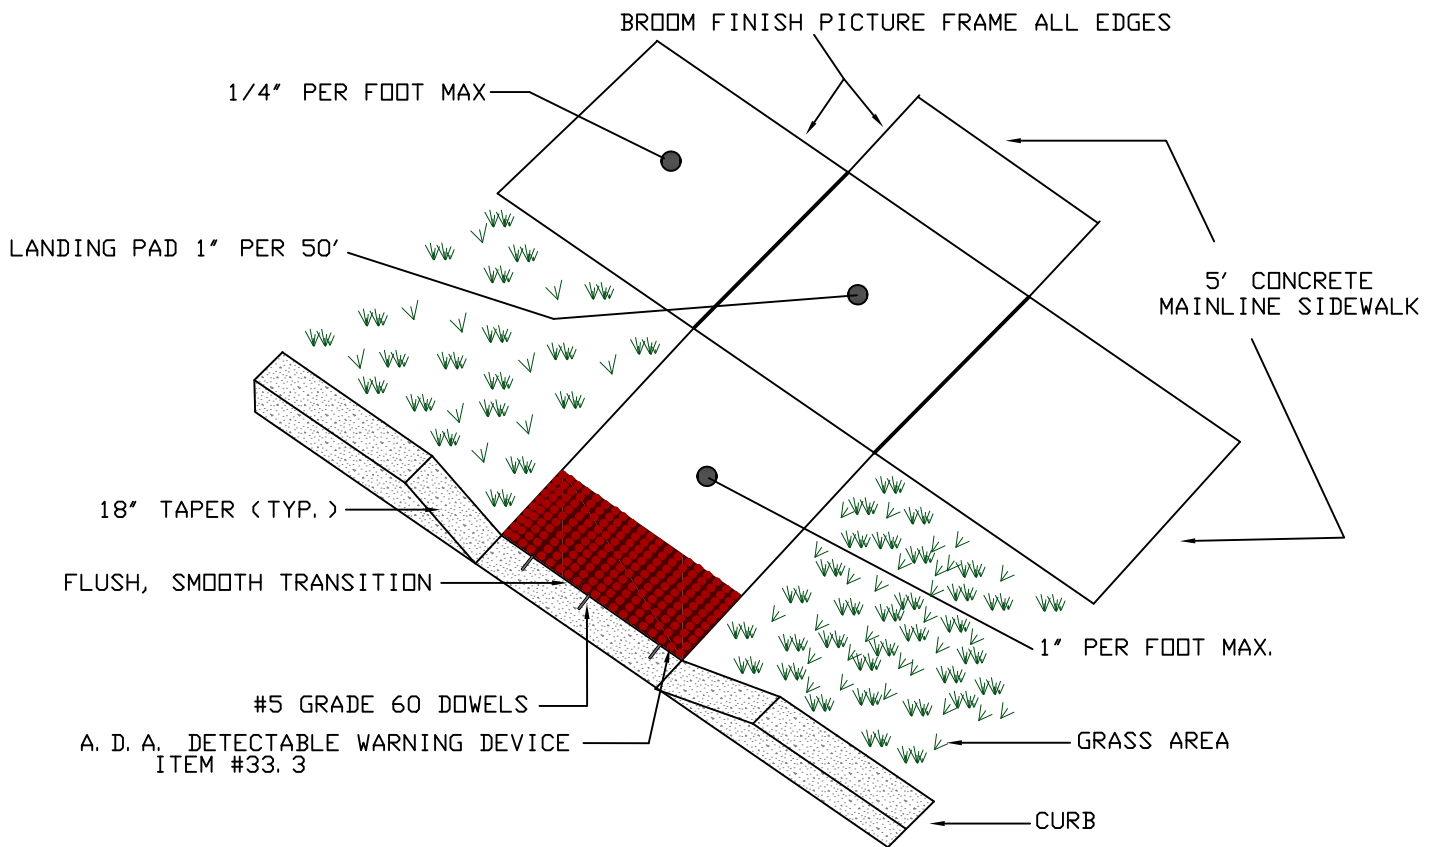 BROOM FINISH PICTURE FRAME ALL EDGES
1/4" PER FOOT MAX
LANDING PAD 1" PER 50'
5' CONCRETE
MAINLINE SIDEWALK
18" TAPER (TYP.)
FLUSH, SMOOTH TRANSITION
1" PER FOOT MAX.
#5 GRADE 60 DOWELS
A.D.A. DETECTABLE WARNING DEVICE
ITEM #33.3
GRASS AREA
CURB